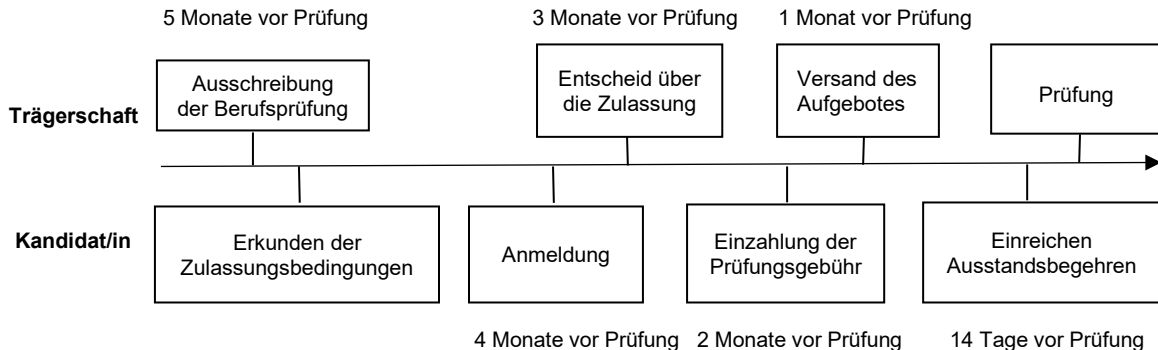 5 Monate vor Prüfung
3 Monate vor Prüfung
1 Monat vor Prüfung
Trägerschaft
Ausschreibung
der Berufsprüfung
Entscheid über
die Zulassung
Versand des
Aufgebotes
Prüfung
Kandidat/in
Erkunden der
Zulassungsbedingungen
Anmeldung
Einzahlung der
Prüfungsgebühr
Einreichen
Ausstandsbegehren
4 Monate vor Prüfung
2 Monate vor Prüfung
14 Tage vor Prüfung